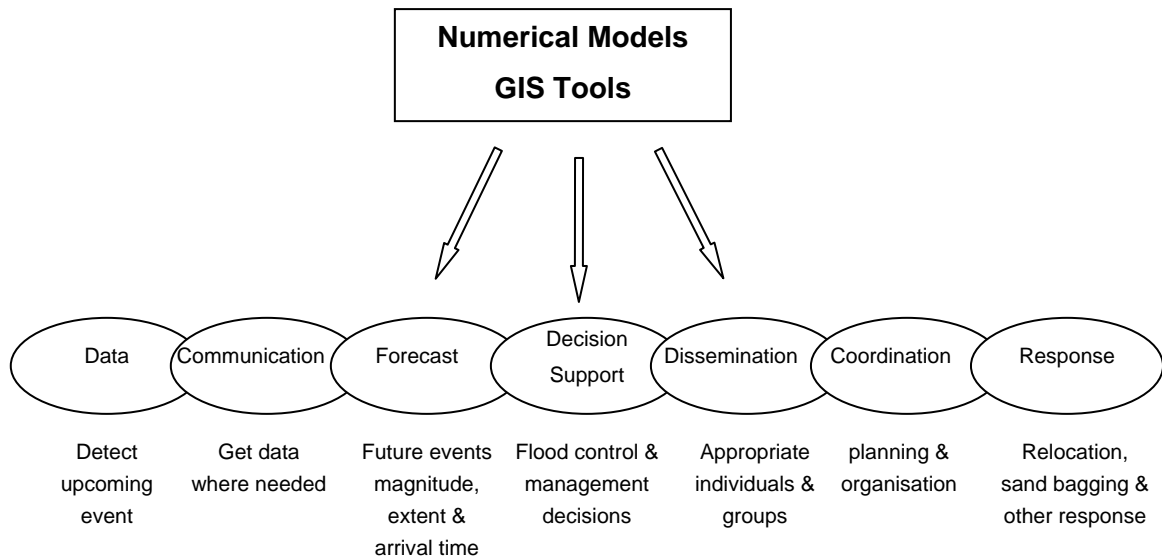 Numerical Models
GIS Tools
Data
Communication
Forecast
Decision
Support
Dissemination
Coordination
Response
Detect
upcoming
event
Get data
where needed
Future events
magnitude,
extent &
arrival time
Flood control &
management
decisions
Appropriate
individuals &
groups
planning &
organisation
Relocation,
sand bagging &
other response